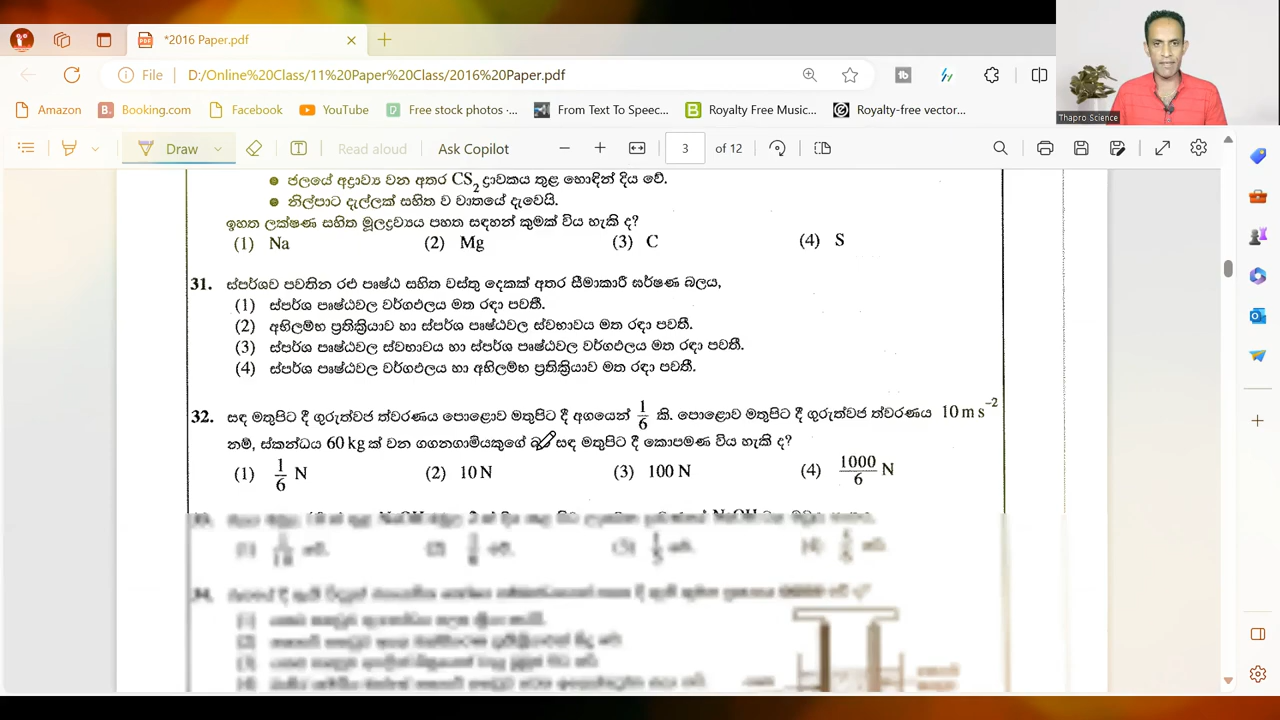 *2016 Paper.pdf
File D:/Online%20Class/11%20Paper%20Class/2016%20Paper.pdf
Amazon Booking.com Facebook YouTube Free stock photos ·... From Text To Speec... Royalty Free Music... Royalty-free vector...
Thapro Science
Draw Read aloud Ask Copilot 3 of 12
● ජලයේ අද්‍රාව්‍ය වන අතර CS₂ ද්‍රාවකය තුළ හොඳින් දිය වේ.
● නිල්පාට දැල්ලක් සහිත ව වාතයේ දැවෙයි.
ඉහත ලක්ෂණ සහිත මූලද්‍රව්‍යය පහත සඳහන් කුමක් විය හැකි ද?
(1) Na (2) Mg (3) C (4) S
31. ස්පර්ශව පවතින රළු පෘෂ්ඨ සහිත වස්තු දෙකක් අතර සීමාකාරී ඝර්ෂණ බලය,
(1) ස්පර්ශ පෘෂ්ඨවල වර්ගඵලය මත රඳා පවතී.
(2) අභිලම්භ ප්‍රතික්‍රියාව හා ස්පර්ශ පෘෂ්ඨවල ස්වභාවය මත රඳා පවතී.
(3) ස්පර්ශ පෘෂ්ඨවල ස්වභාවය හා ස්පර්ශ පෘෂ්ඨවල වර්ගඵලය මත රඳා පවතී.
(4) ස්පර්ශ පෘෂ්ඨවල වර්ගඵලය හා අභිලම්භ ප්‍රතික්‍රියාව මත රඳා පවතී.
32. සඳ මතුපිට දී ගුරුත්වජ ත්වරණය පොළොව මතුපිට දී අගයෙන් 1/6 කි. පොළොව මතුපිට දී ගුරුත්වජ ත්වරණය 10 m s⁻²
නම්, ස්කන්ධය 60 kg ක් වන ගගනගාමියකුගේ සඳ මතුපිට දී කොපමණ විය හැකි ද?
(1) 1/6 N (2) 10 N (3) 100 N (4) 1000/6 N